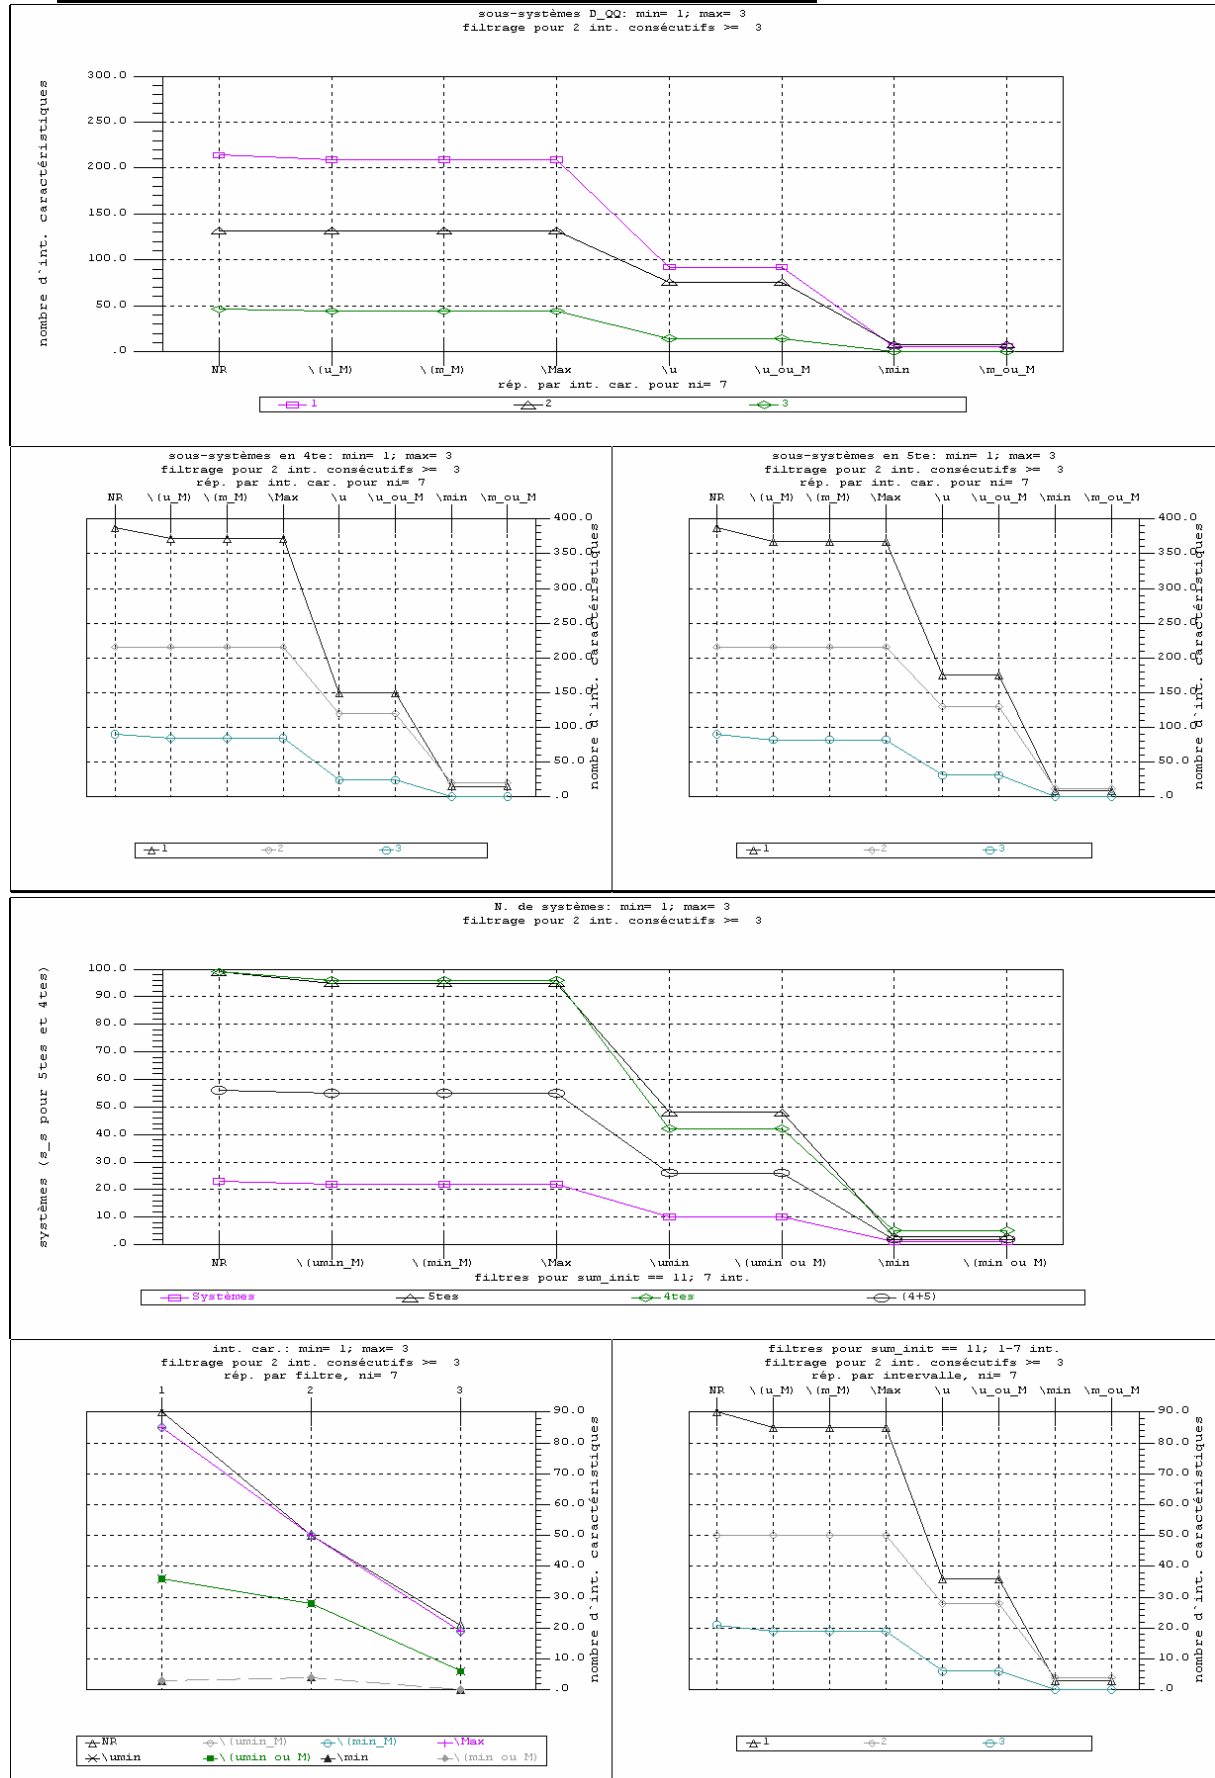 sous-systèmes D_QQ: min= 1; max= 3
filtrage pour 2 int. consécutifs >= 3
nombre d`int. caractéristiques
300.0
250.0
200.0
150.0
100.0
50.0
.0
NR \(u_M) \(m_M) \Max \u \u_ou_M \min \m_ou_M
rép. par int. car. pour ni= 7
1 2 3
sous-systèmes en 4te: min= 1; max= 3
filtrage pour 2 int. consécutifs >= 3
rép. par int. car. pour ni= 7
NR \(u_M) \(m_M) \Max \u \u_ou_M \min \m_ou_M
400.0
350.0
300.0
250.0
200.0
150.0
100.0
50.0
.0
nombre d`int. caractéristiques
1 2 3
sous-systèmes en 5te: min= 1; max= 3
filtrage pour 2 int. consécutifs >= 3
rép. par int. car. pour ni= 7
NR \(u_M) \(m_M) \Max \u \u_ou_M \min \m_ou_M
400.0
350.0
300.0
250.0
200.0
150.0
100.0
50.0
.0
nombre d`int. caractéristiques
1 2 3
N. de systèmes: min= 1; max= 3
filtrage pour 2 int. consécutifs >= 3
systèmes (s_s pour 5tes et 4tes)
100.0
90.0
80.0
70.0
60.0
50.0
40.0
30.0
20.0
10.0
.0
NR \(umin_M) \(min_M) \Max \umin \(umin ou M) \min \(min ou M)
filtres pour sum_init == 11; 7 int.
Systèmes 5tes 4tes (4+5)
int. car.: min= 1; max= 3
filtrage pour 2 int. consécutifs >= 3
rép. par filtre, ni= 7
1 2 3
90.0
80.0
70.0
60.0
50.0
40.0
30.0
20.0
10.0
.0
nombre d`int. caractéristiques
NR \(umin_M) \(min_M) \Max
\umin \(umin ou M) \min \(min ou M)
filtres pour sum_init == 11; 1-7 int.
filtrage pour 2 int. consécutifs >= 3
rép. par intervalle, ni= 7
NR \(u_M) \(m_M) \Max \u \u_ou_M \min \m_ou_M
90.0
80.0
70.0
60.0
50.0
40.0
30.0
20.0
10.0
.0
nombre d`int. caractéristiques
1 2 3